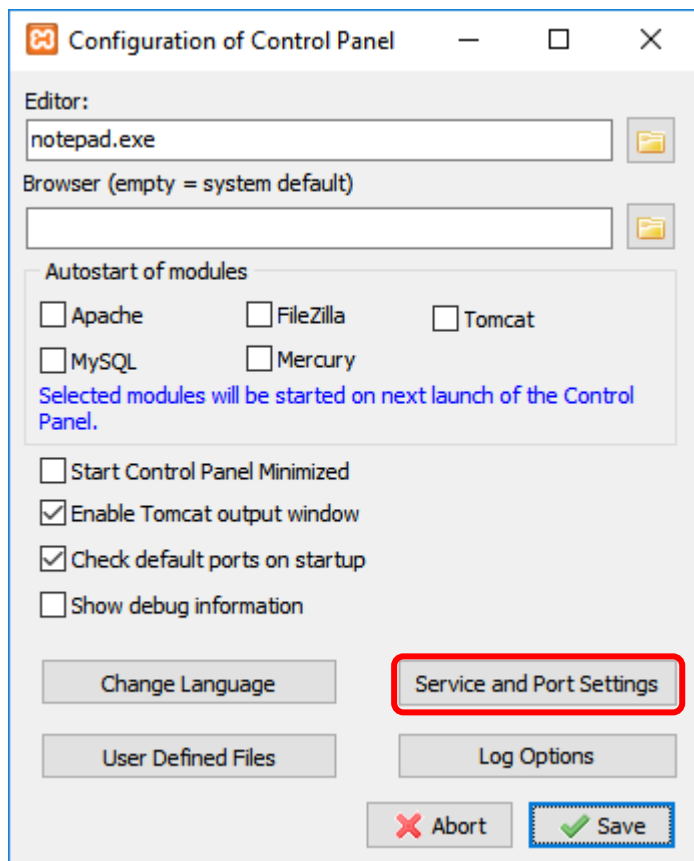 Configuration of Control Panel
Editor:
notepad.exe
Browser (empty = system default)
Autostart of modules
Apache
FileZilla
Tomcat
MySQL
Mercury
Selected modules will be started on next launch of the Control
Panel.
Start Control Panel Minimized
Enable Tomcat output window
Check default ports on startup
Show debug information
Change Language
Service and Port Settings
User Defined Files
Log Options
Abort
Save